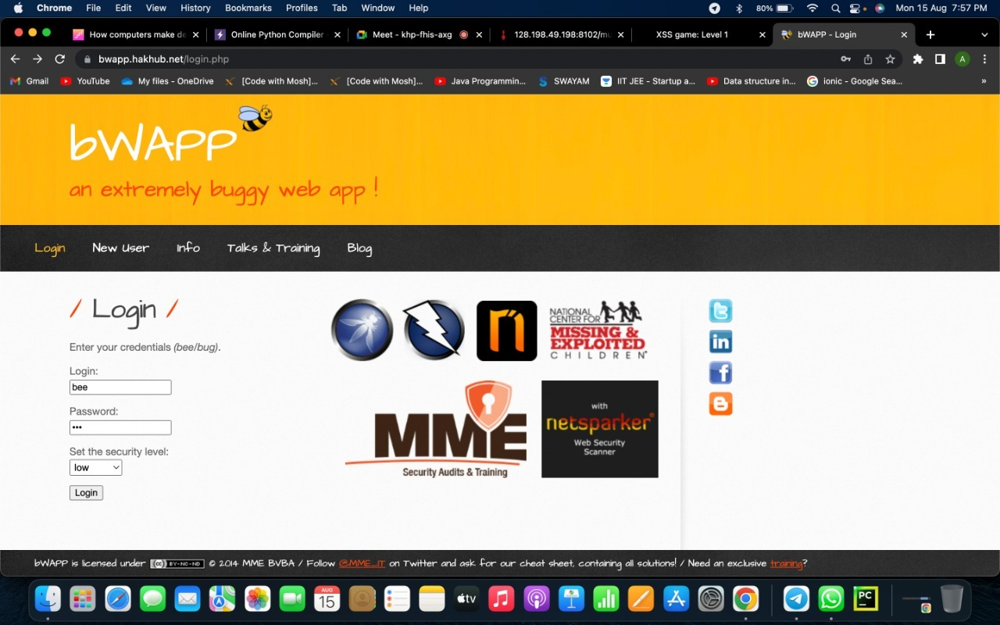 Chrome File Edit View History Bookmarks Profiles Tab Window Help 80% Mon 15 Aug 7:57 PM
How computers make de Online Python Compiler Meet - khp-fhis-axg 128.198.49.198:8102/mu XSS game: Level 1 bWAPP - Login
bwapp.hakhub.net/login.php A
Gmail YouTube My files - OneDrive [Code with Mosh]... [Code with Mosh]... Java Programmin... SWAYAM IIT JEE - Startup a... Data structure in... ionic - Google Sea... »
bWAPP
an extremely buggy web app !
Login New User Info Talks & Training Blog
/ Login /
Enter your credentials (bee/bug).
Login:
bee
Password:
•••
Set the security level:
low
Login
NATIONAL
CENTER FOR
MISSING &
EXPLOITED
CHILDREN®
MME
Security Audits & Training
with
netsparker®
Web Security
Scanner
bWAPP is licensed under (cc) BY-NC-ND © 2014 MME BVBA / Follow @MME_IT on Twitter and ask for our cheat sheet, containing all solutions! / Need an exclusive training?
AUG
15
tv
PC